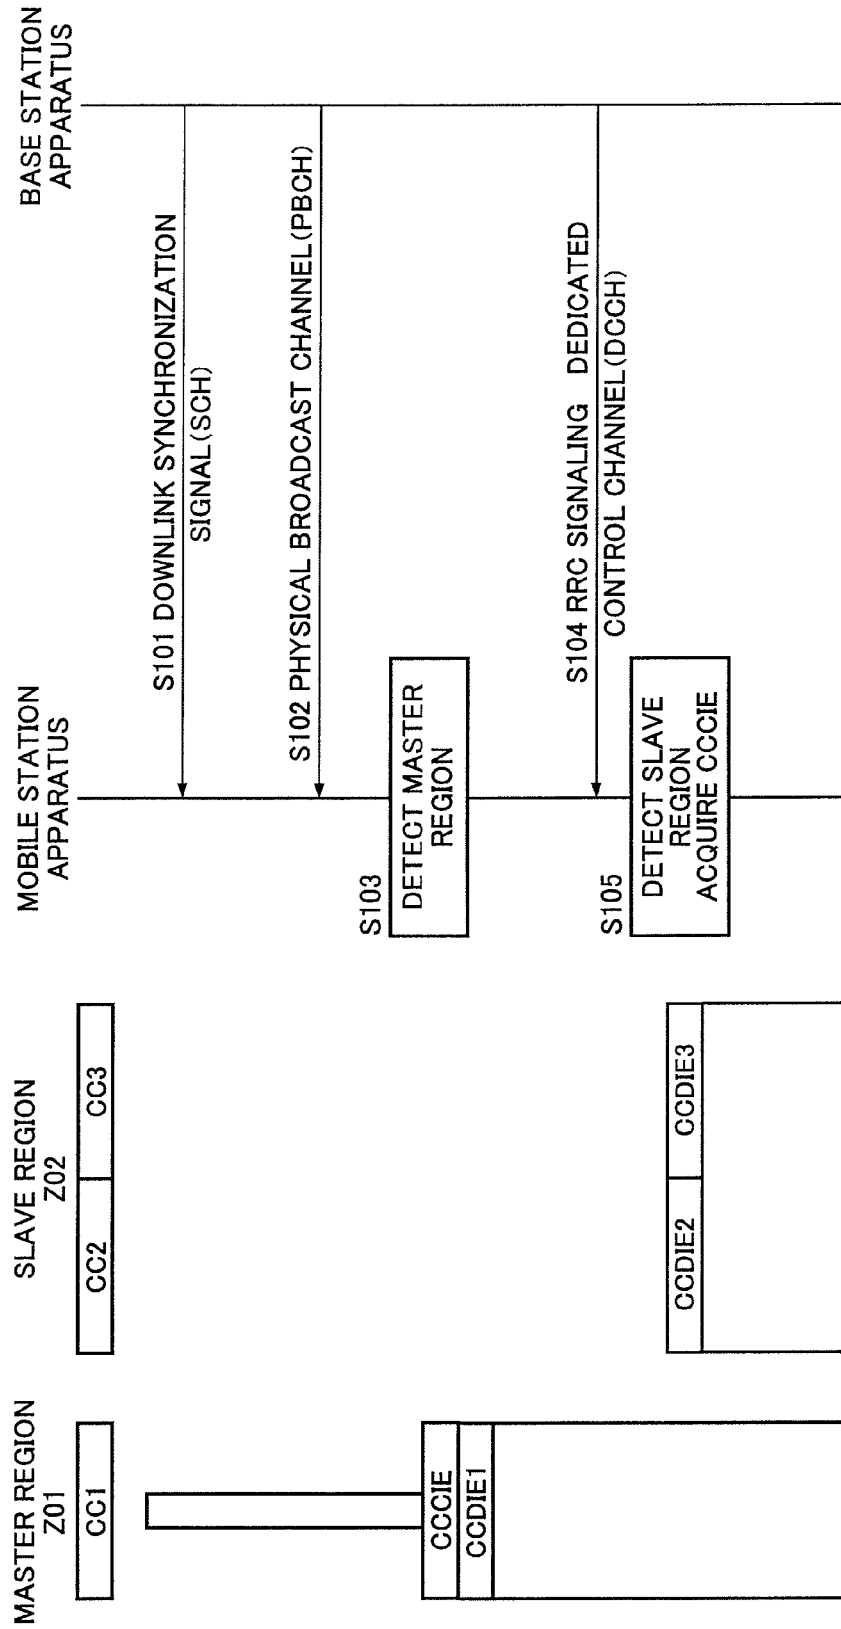 MASTER REGION
Z01
CC1
SLAVE REGION
Z02
CC2
CC3
MOBILE STATION
APPARATUS
BASE STATION
APPARATUS
S101 DOWNLINK SYNCHRONIZATION
SIGNAL(SCH)
S102 PHYSICAL BROADCAST CHANNEL(PBCH)
S103
DETECT MASTER
REGION
CCCIE
CCDIE1
S104 RRC SIGNALING DEDICATED
CONTROL CHANNEL(DCCH)
S105
DETECT SLAVE
REGION
ACQUIRE CCCIE
CCDIE2
CCDIE3